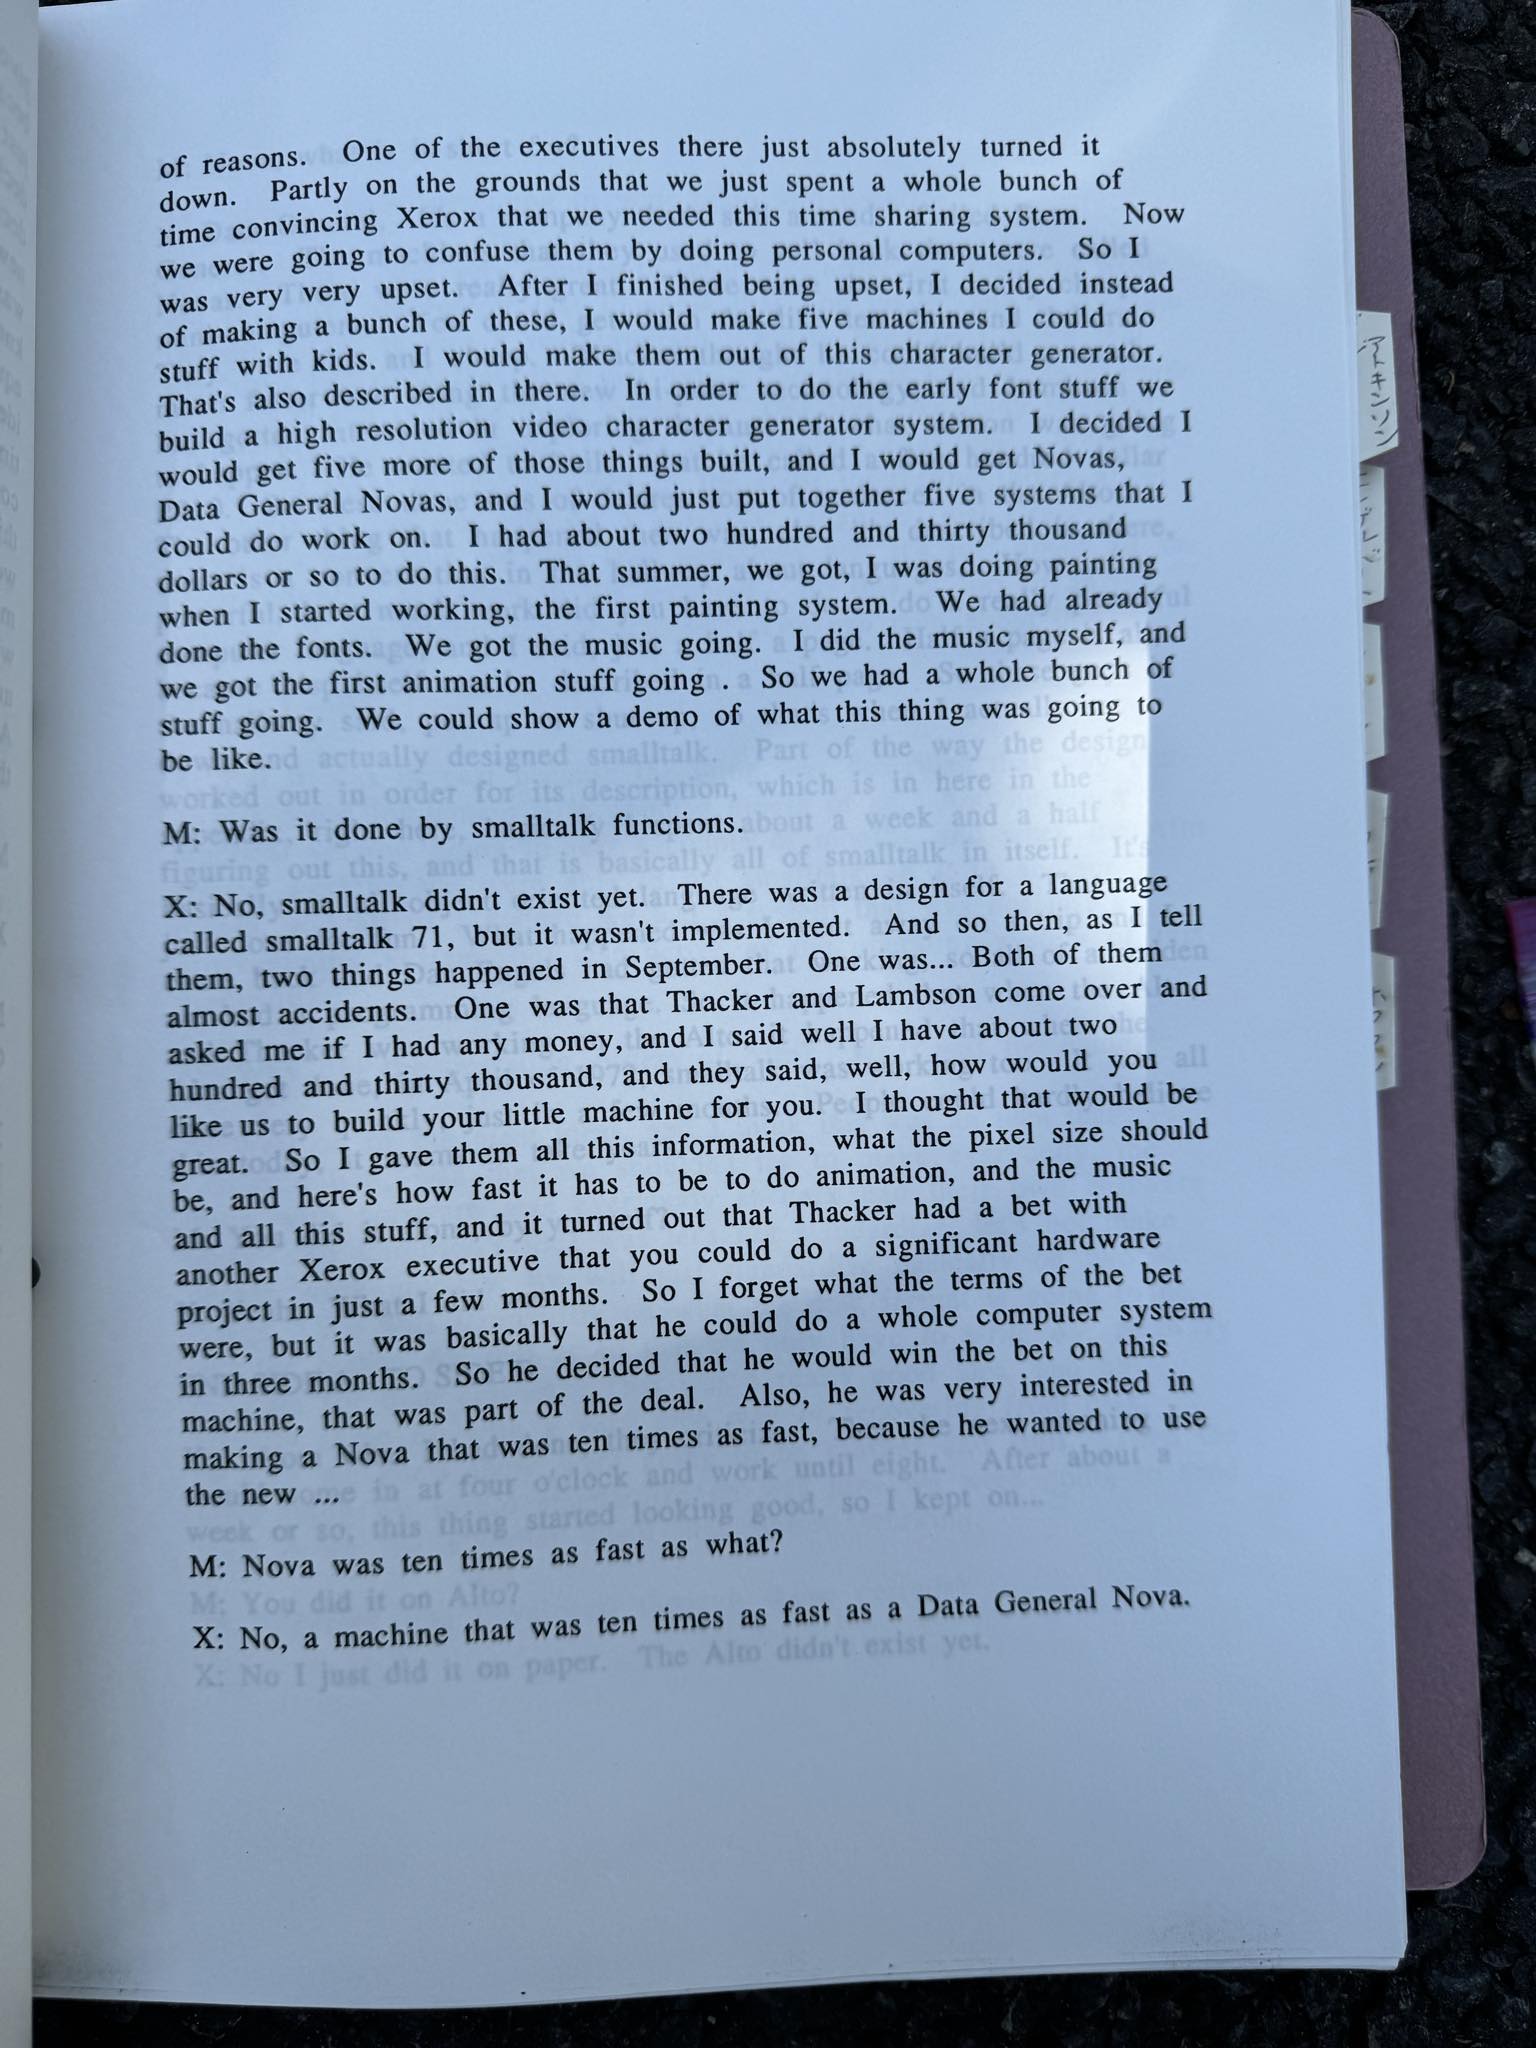 of reasons. One of the executives there just absolutely turned it
down. Partly on the grounds that we just spent a whole bunch of
time convincing Xerox that we needed this time sharing system. Now
we were going to confuse them by doing personal computers. So I
was very very upset. After I finished being upset, I decided instead
of making a bunch of these, I would make five machines I could do
stuff with kids. I would make them out of this character generator.
That's also described in there. In order to do the early font stuff we
build a high resolution video character generator system. I decided I
would get five more of those things built, and I would get Novas,
Data General Novas, and I would just put together five systems that I
could do work on. I had about two hundred and thirty thousand
dollars or so to do this. That summer, we got, I was doing painting
when I started working, the first painting system. We had already
done the fonts. We got the music going. I did the music myself, and
we got the first animation stuff going . So we had a whole bunch of
stuff going. We could show a demo of what this thing was going to
be like.
M: Was it done by smalltalk functions.
X: No, smalltalk didn't exist yet. There was a design for a language
called smalltalk 71, but it wasn't implemented. And so then, as I tell
them, two things happened in September. One was... Both of them
almost accidents. One was that Thacker and Lambson come over and
asked me if I had any money, and I said well I have about two
hundred and thirty thousand, and they said, well, how would you
like us to build your little machine for you. I thought that would be
great. So I gave them all this information, what the pixel size should
be, and here's how fast it has to be to do animation, and the music
and all this stuff, and it turned out that Thacker had a bet with
another Xerox executive that you could do a significant hardware
project in just a few months. So I forget what the terms of the bet
were, but it was basically that he could do a whole computer system
in three months. So he decided that he would win the bet on this
machine, that was part of the deal. Also, he was very interested in
making a Nova that was ten times as fast, because he wanted to use
the new ...
M: Nova was ten times as fast as what?
X: No, a machine that was ten times as fast as a Data General Nova.